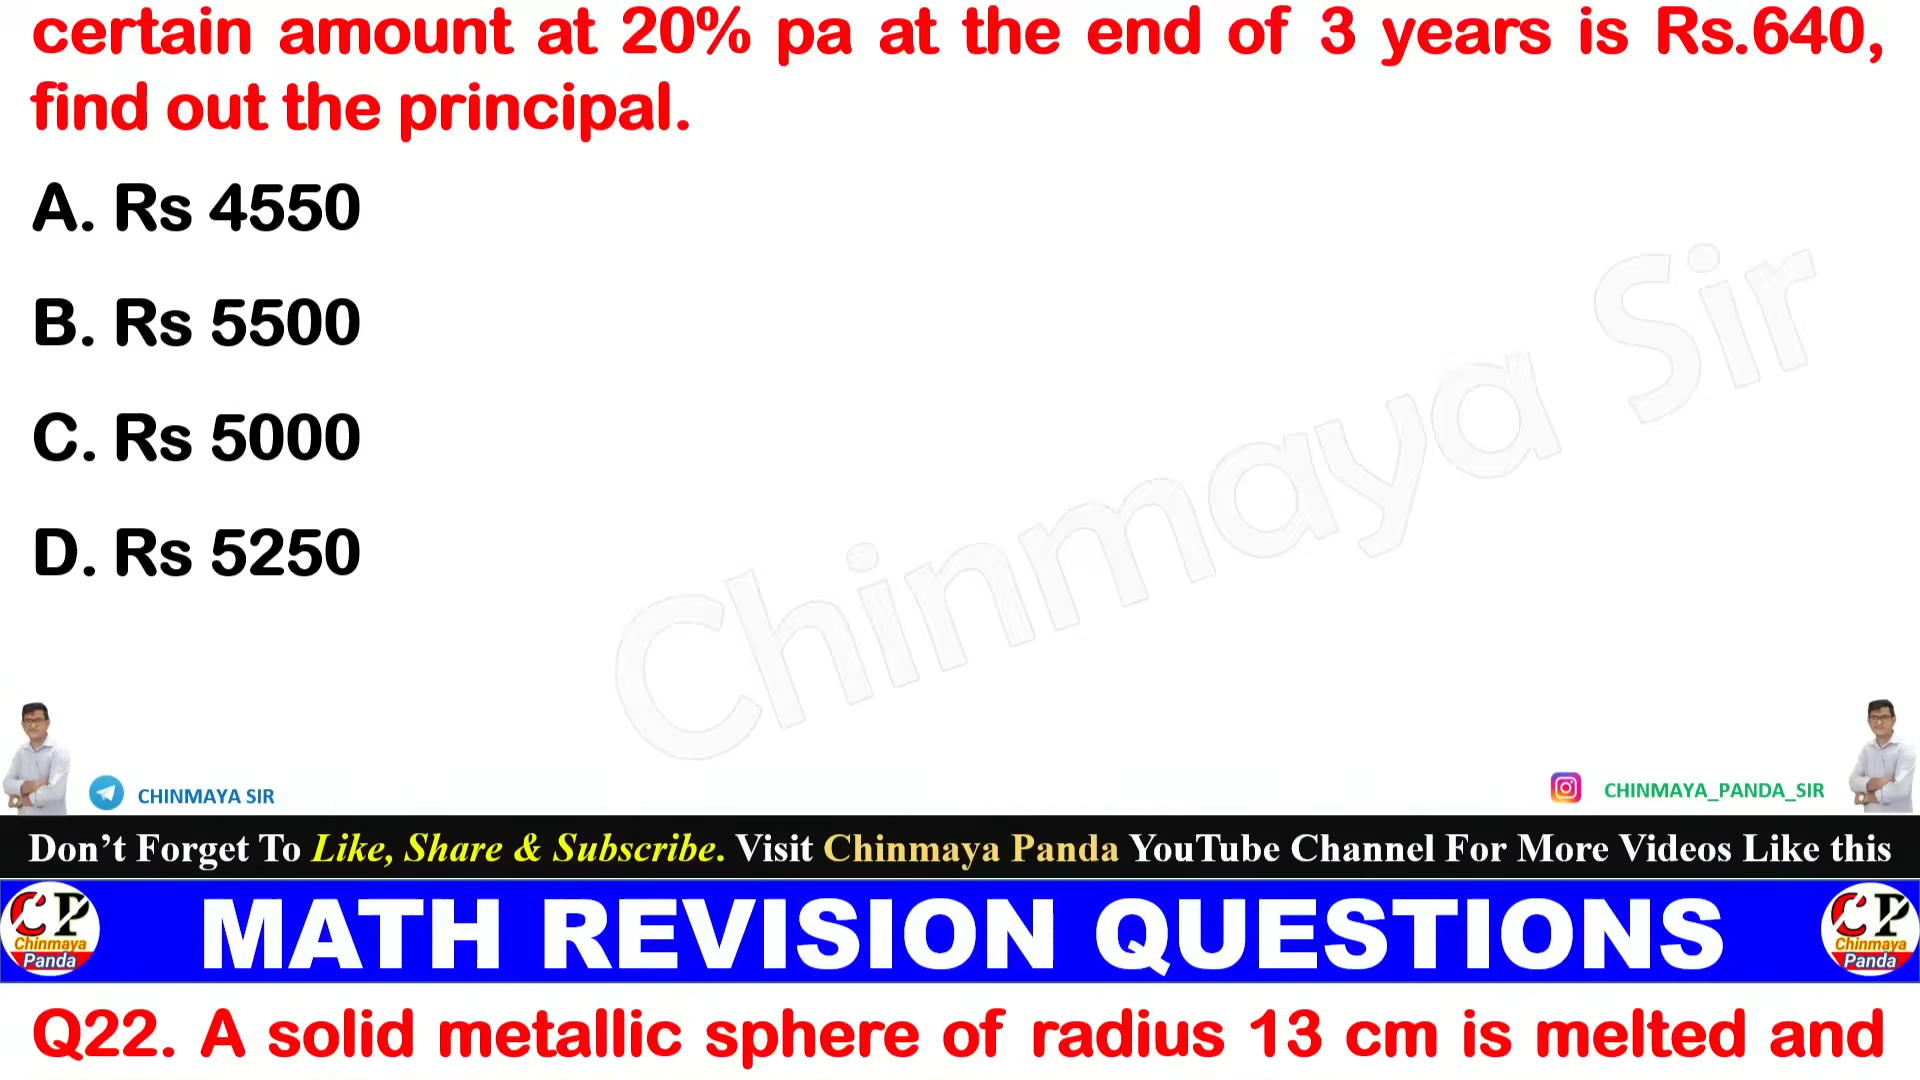 certain amount at 20% pa at the end of 3 years is Rs.640,
find out the principal.
A. Rs 4550
B. Rs 5500
C. Rs 5000
D. Rs 5250
Chinmaya Sir
CHINMAYA SIR
CHINMAYA_PANDA_SIR
Don’t Forget To Like, Share & Subscribe. Visit Chinmaya Panda YouTube Channel For More Videos Like this
CP
Chinmaya
Panda
MATH REVISION QUESTIONS
CP
Chinmaya
Panda
Q22. A solid metallic sphere of radius 13 cm is melted and